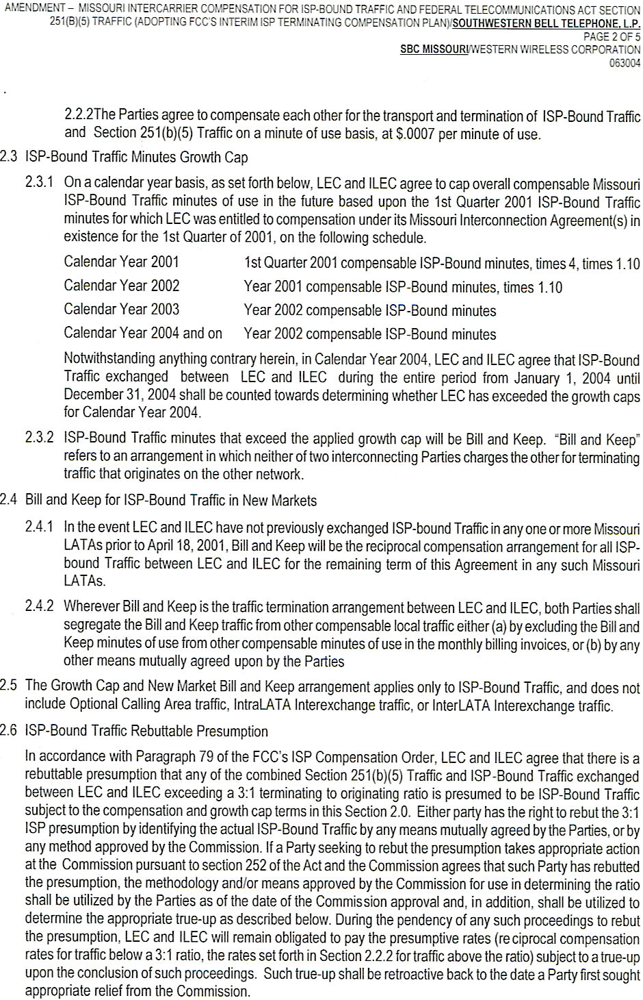 AMENDMENT – MISSOURI INTERCARRIER COMPENSATION FOR ISP-BOUND TRAFFIC AND FEDERAL TELECOMMUNICATIONS ACT SECTION
251(B)(5) TRAFFIC (ADOPTING FCC'S INTERIM ISP TERMINATING COMPENSATION PLAN)/SOUTHWESTERN BELL TELEPHONE, L.P.
PAGE 2 OF 5
SBC MISSOURI/WESTERN WIRELESS CORPORATION
063004
2.2.2The Parties agree to compensate each other for the transport and termination of ISP-Bound Traffic
and Section 251(b)(5) Traffic on a minute of use basis, at $.0007 per minute of use.
2.3 ISP-Bound Traffic Minutes Growth Cap
2.3.1 On a calendar year basis, as set forth below, LEC and ILEC agree to cap overall compensable Missouri
ISP-Bound Traffic minutes of use in the future based upon the 1st Quarter 2001 ISP-Bound Traffic
minutes for which LEC was entitled to compensation under its Missouri Interconnection Agreement(s) in
existence for the 1st Quarter of 2001, on the following schedule.
Calendar Year 2001 1st Quarter 2001 compensable ISP-Bound minutes, times 4, times 1.10
Calendar Year 2002 Year 2001 compensable ISP-Bound minutes, times 1.10
Calendar Year 2003 Year 2002 compensable ISP-Bound minutes
Calendar Year 2004 and on Year 2002 compensable ISP-Bound minutes
Notwithstanding anything contrary herein, in Calendar Year 2004, LEC and ILEC agree that ISP-Bound
Traffic exchanged between LEC and ILEC during the entire period from January 1, 2004 until
December 31, 2004 shall be counted towards determining whether LEC has exceeded the growth caps
for Calendar Year 2004.
2.3.2 ISP-Bound Traffic minutes that exceed the applied growth cap will be Bill and Keep. "Bill and Keep"
refers to an arrangement in which neither of two interconnecting Parties charges the other for terminating
traffic that originates on the other network.
2.4 Bill and Keep for ISP-Bound Traffic in New Markets
2.4.1 In the event LEC and ILEC have not previously exchanged ISP-bound Traffic in any one or more Missouri
LATAs prior to April 18, 2001, Bill and Keep will be the reciprocal compensation arrangement for all ISP-
bound Traffic between LEC and ILEC for the remaining term of this Agreement in any such Missouri
LATAs.
2.4.2 Wherever Bill and Keep is the traffic termination arrangement between LEC and ILEC, both Parties shall
segregate the Bill and Keep traffic from other compensable local traffic either (a) by excluding the Bill and
Keep minutes of use from other compensable minutes of use in the monthly billing invoices, or (b) by any
other means mutually agreed upon by the Parties
2.5 The Growth Cap and New Market Bill and Keep arrangement applies only to ISP-Bound Traffic, and does not
include Optional Calling Area traffic, IntraLATA Interexchange traffic, or InterLATA Interexchange traffic.
2.6 ISP-Bound Traffic Rebuttable Presumption
In accordance with Paragraph 79 of the FCC's ISP Compensation Order, LEC and ILEC agree that there is a
rebuttable presumption that any of the combined Section 251(b)(5) Traffic and ISP-Bound Traffic exchanged
between LEC and ILEC exceeding a 3:1 terminating to originating ratio is presumed to be ISP-Bound Traffic
subject to the compensation and growth cap terms in this Section 2.0. Either party has the right to rebut the 3:1
ISP presumption by identifying the actual ISP-Bound Traffic by any means mutually agreed by the Parties, or by
any method approved by the Commission. If a Party seeking to rebut the presumption takes appropriate action
at the Commission pursuant to section 252 of the Act and the Commission agrees that such Party has rebutted
the presumption, the methodology and/or means approved by the Commission for use in determining the ratio
shall be utilized by the Parties as of the date of the Commission approval and, in addition, shall be utilized to
determine the appropriate true-up as described below. During the pendency of any such proceedings to rebut
the presumption, LEC and ILEC will remain obligated to pay the presumptive rates (reciprocal compensation
rates for traffic below a 3:1 ratio, the rates set forth in Section 2.2.2 for traffic above the ratio) subject to a true-up
upon the conclusion of such proceedings. Such true-up shall be retroactive back to the date a Party first sought
appropriate relief from the Commission.